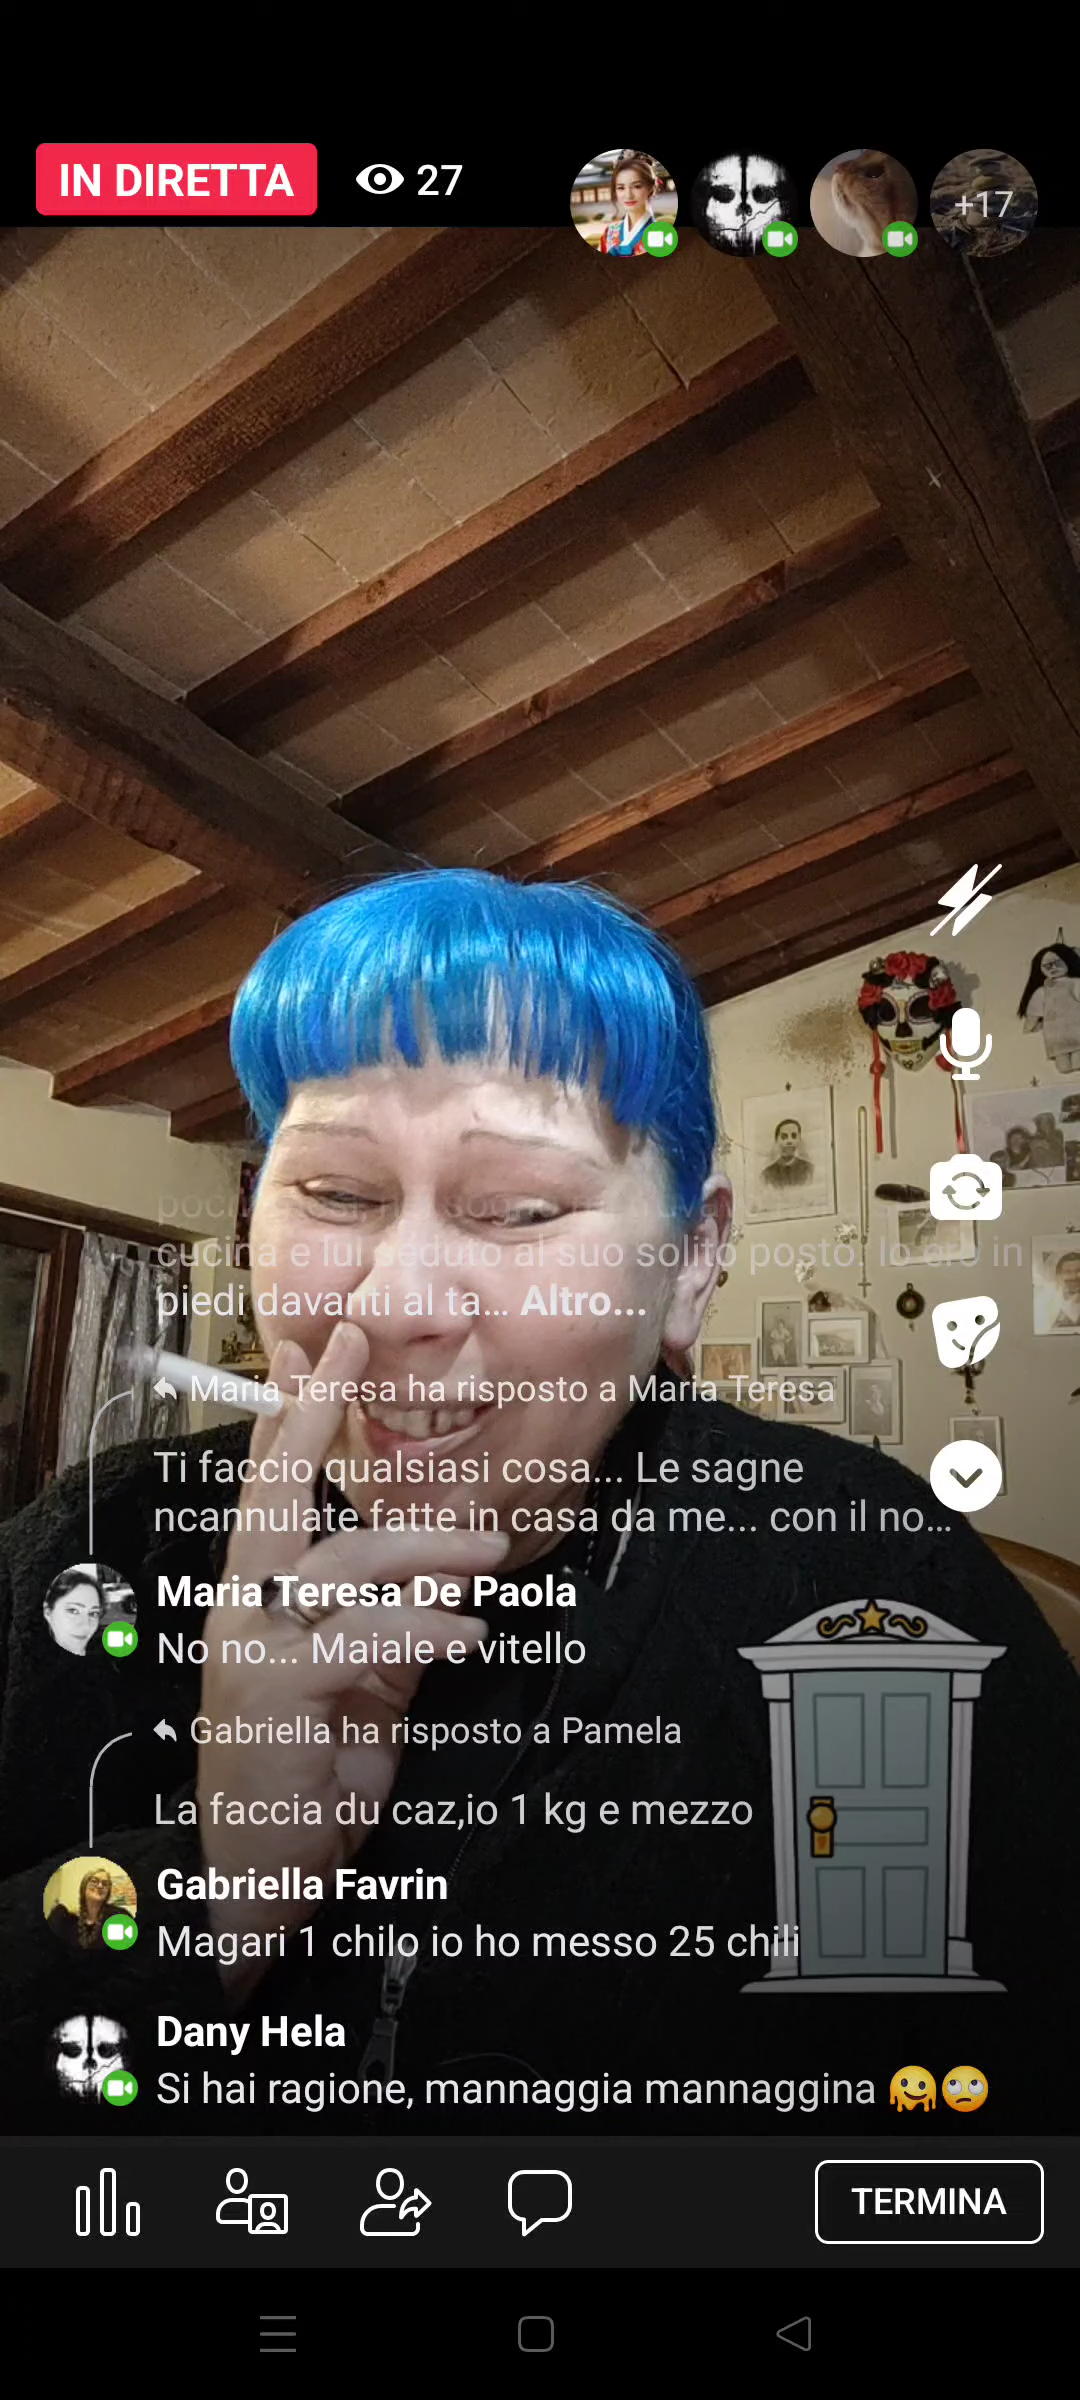 IN DIRETTA
27
+17
cucina e lui seduto al suo solito posto. Io ero in
piedi davanti al ta... Altro...
Maria Teresa ha risposto a Maria Teresa
Ti faccio qualsiasi cosa... Le sagne
ncannulate fatte in casa da me... con il no...
Maria Teresa De Paola
No no... Maiale e vitello
Gabriella ha risposto a Pamela
La faccia du caz,io 1 kg e mezzo
Gabriella Favrin
Magari 1 chilo io ho messo 25 chili
Dany Hela
Si hai ragione, mannaggia mannaggina 🫠🙄
TERMINA